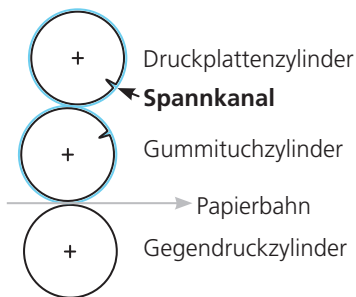 Druckplattenzylinder
Spannkanal
Gummituchzylinder
Papierbahn
Gegendruckzylinder